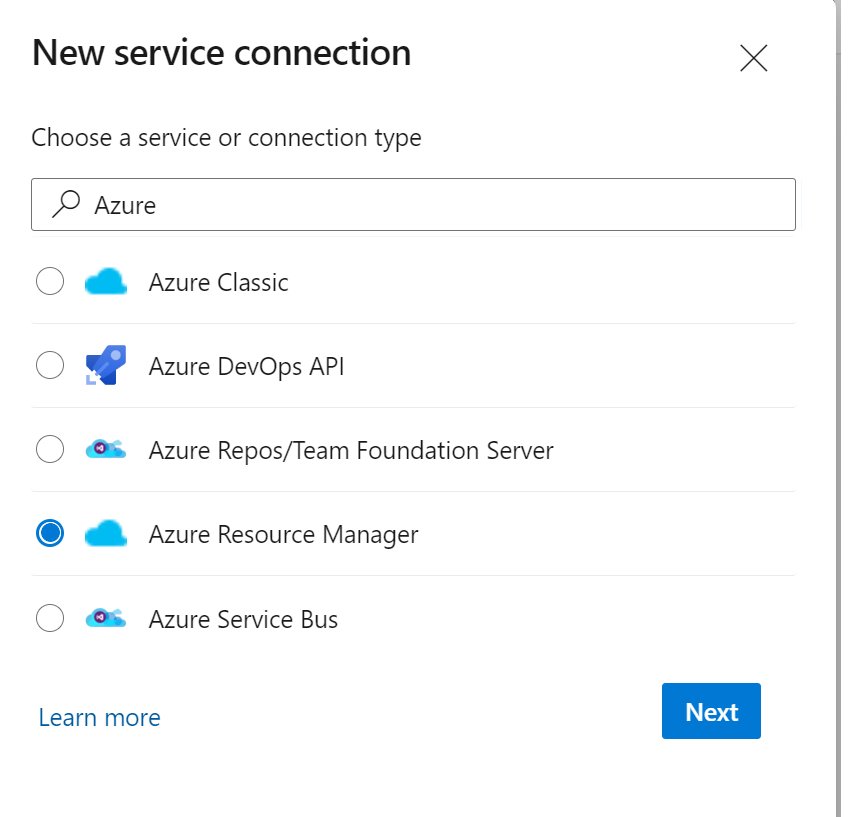 New service connection
Choose a service or connection type
Azure
Azure Classic
Azure DevOps API
Azure Repos/Team Foundation Server
Azure Resource Manager
Azure Service Bus
Learn more
Next